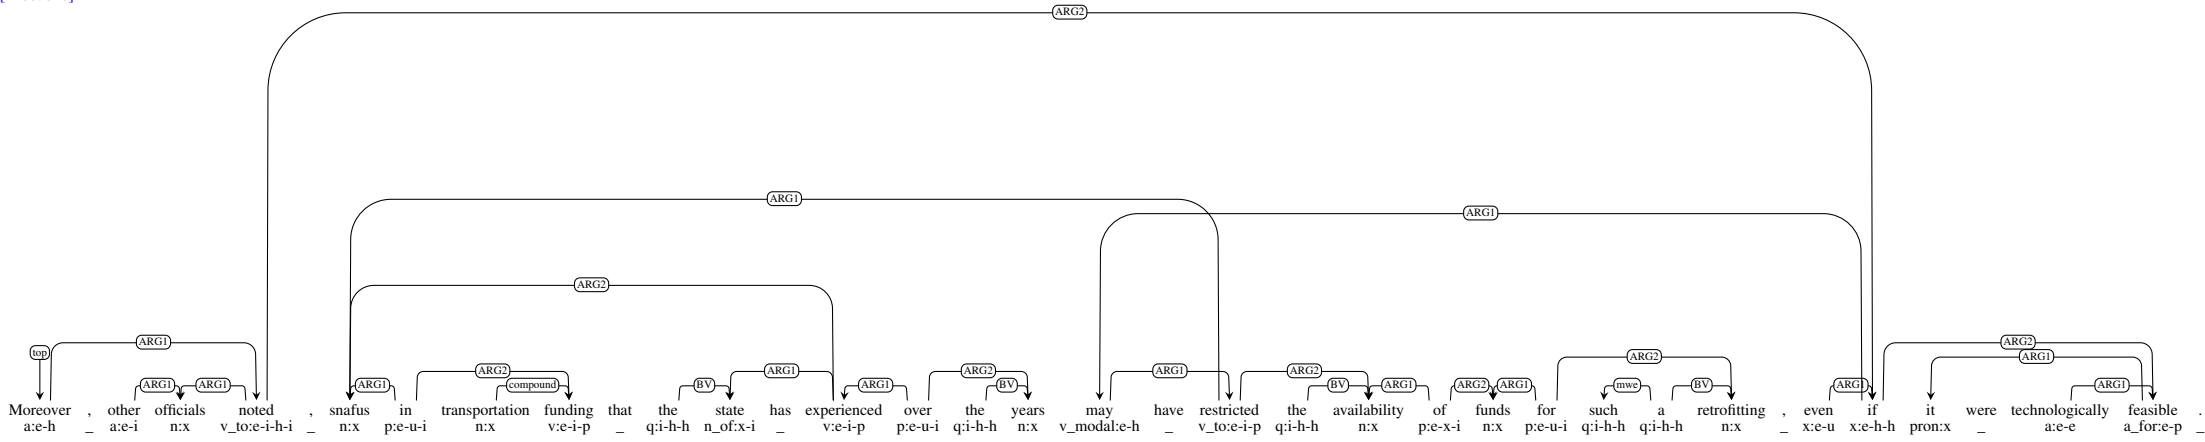 ARG2
ARG1
ARG1
ARG2
top ARG1 ARG2
ARG2 ARG1
ARG2 ARG1 ARG2 ARG1 ARG2
ARG1 ARG1 ARG1 compound BV ARG1 BV BV ARG1 ARG2 ARG1 mwe BV ARG1 ARG1
Moreover , other officials noted , snafus in transportation funding that the state has experienced over the years may have restricted the availability of funds for such a retrofitting , even if it were technologically feasible .
a:e-h _ a:e-i n:x v_to:e-i-h-i _ n:x p:e-u-i n:x v:e-i-p _ q:i-h-h n_of:x-i _ v:e-i-p p:e-u-i q:i-h-h n:x v_modal:e-h _ v_to:e-i-p q:i-h-h n:x p:e-x-i n:x p:e-u-i q:i-h-h q:i-h-h n:x _ x:e-u x:e-h-h pron:x _ a:e-e a_for:e-p _